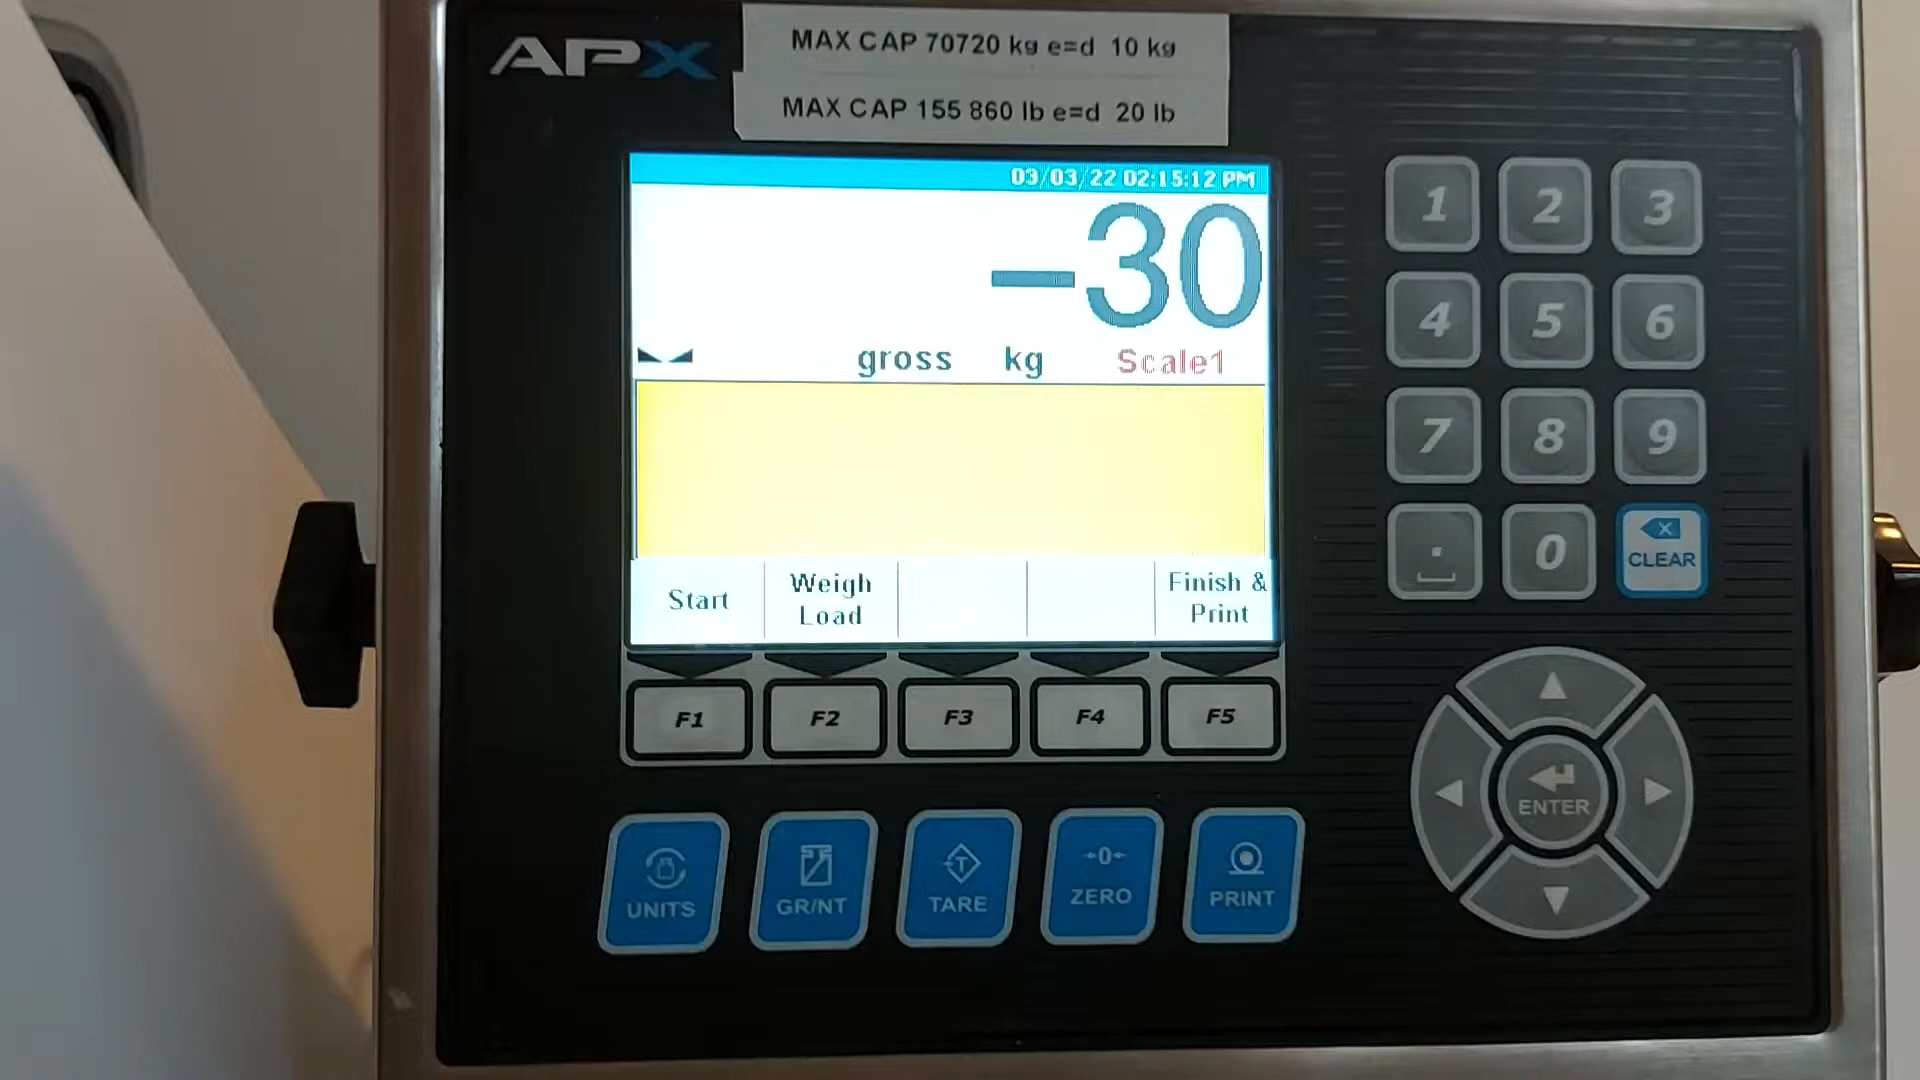 APX
MAX CAP 70720 kg e=d 10 kg
MAX CAP 155 860 lb e=d 20 lb
03/03/22 02:15:12 PM
-30
gross kg Scale1
Start
Weigh
Load
Finish &
Print
F1 F2 F3 F4 F5
UNITS GR/NT TARE ZERO PRINT
1 2 3
4 5 6
7 8 9
. 0 CLEAR
ENTER